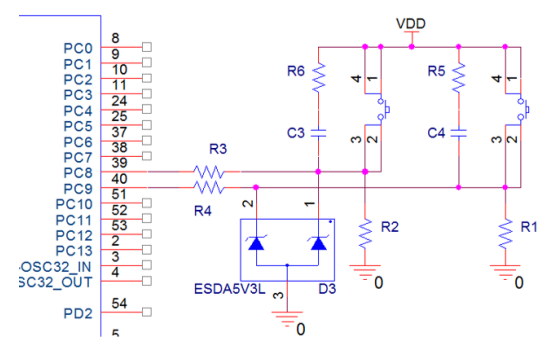 VDD
PC0 8
PC1 9
PC2 10
PC3 11
PC4 24
PC5 25
PC6 37
PC7 38
PC8 39
PC9 40
PC10 51
PC11 52
PC12 53
PC13 2
OSC32_IN 3
SC32_OUT 4
PD2 54
5
R3
R4
R6
C3
4 1
3 2
R5
C4
4 1
3 2
R2
0
R1
0
2 1
ESDA5V3L D3
3
0